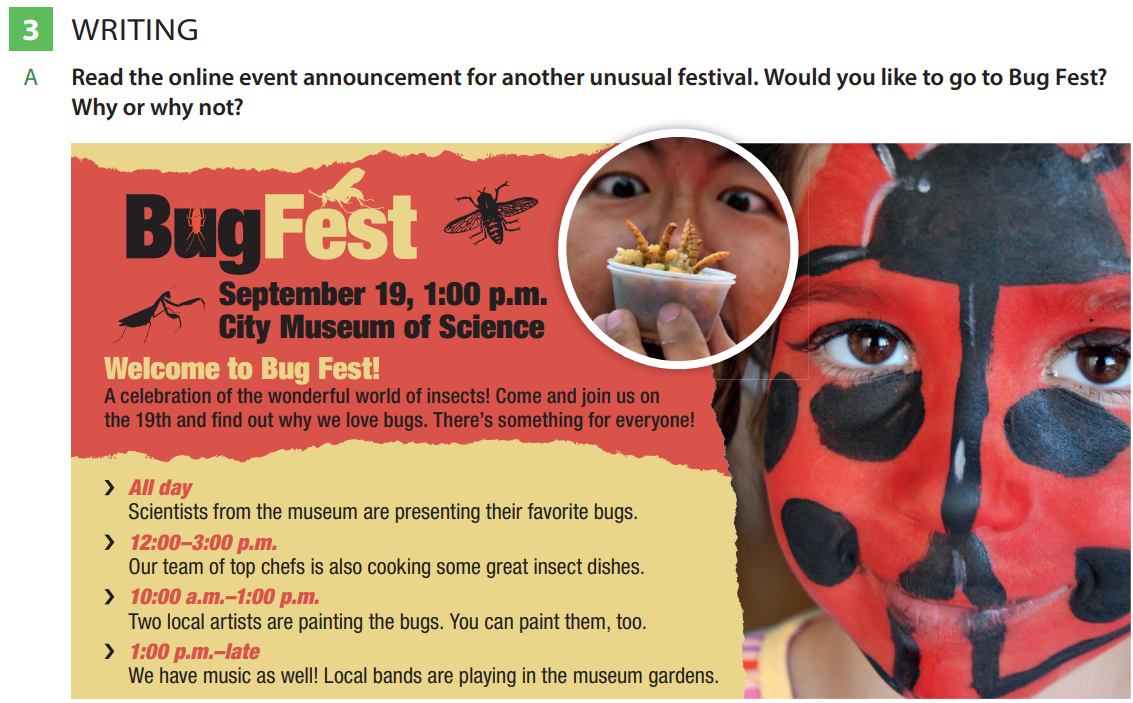 3 WRITING
A Read the online event announcement for another unusual festival. Would you like to go to Bug Fest?
Why or why not?
BugFest
September 19, 1:00 p.m.
City Museum of Science
Welcome to Bug Fest!
A celebration of the wonderful world of insects! Come and join us on
the 19th and find out why we love bugs. There's something for everyone!
All day
Scientists from the museum are presenting their favorite bugs.
12:00–3:00 p.m.
Our team of top chefs is also cooking some great insect dishes.
10:00 a.m.–1:00 p.m.
Two local artists are painting the bugs. You can paint them, too.
1:00 p.m.–late
We have music as well! Local bands are playing in the museum gardens.